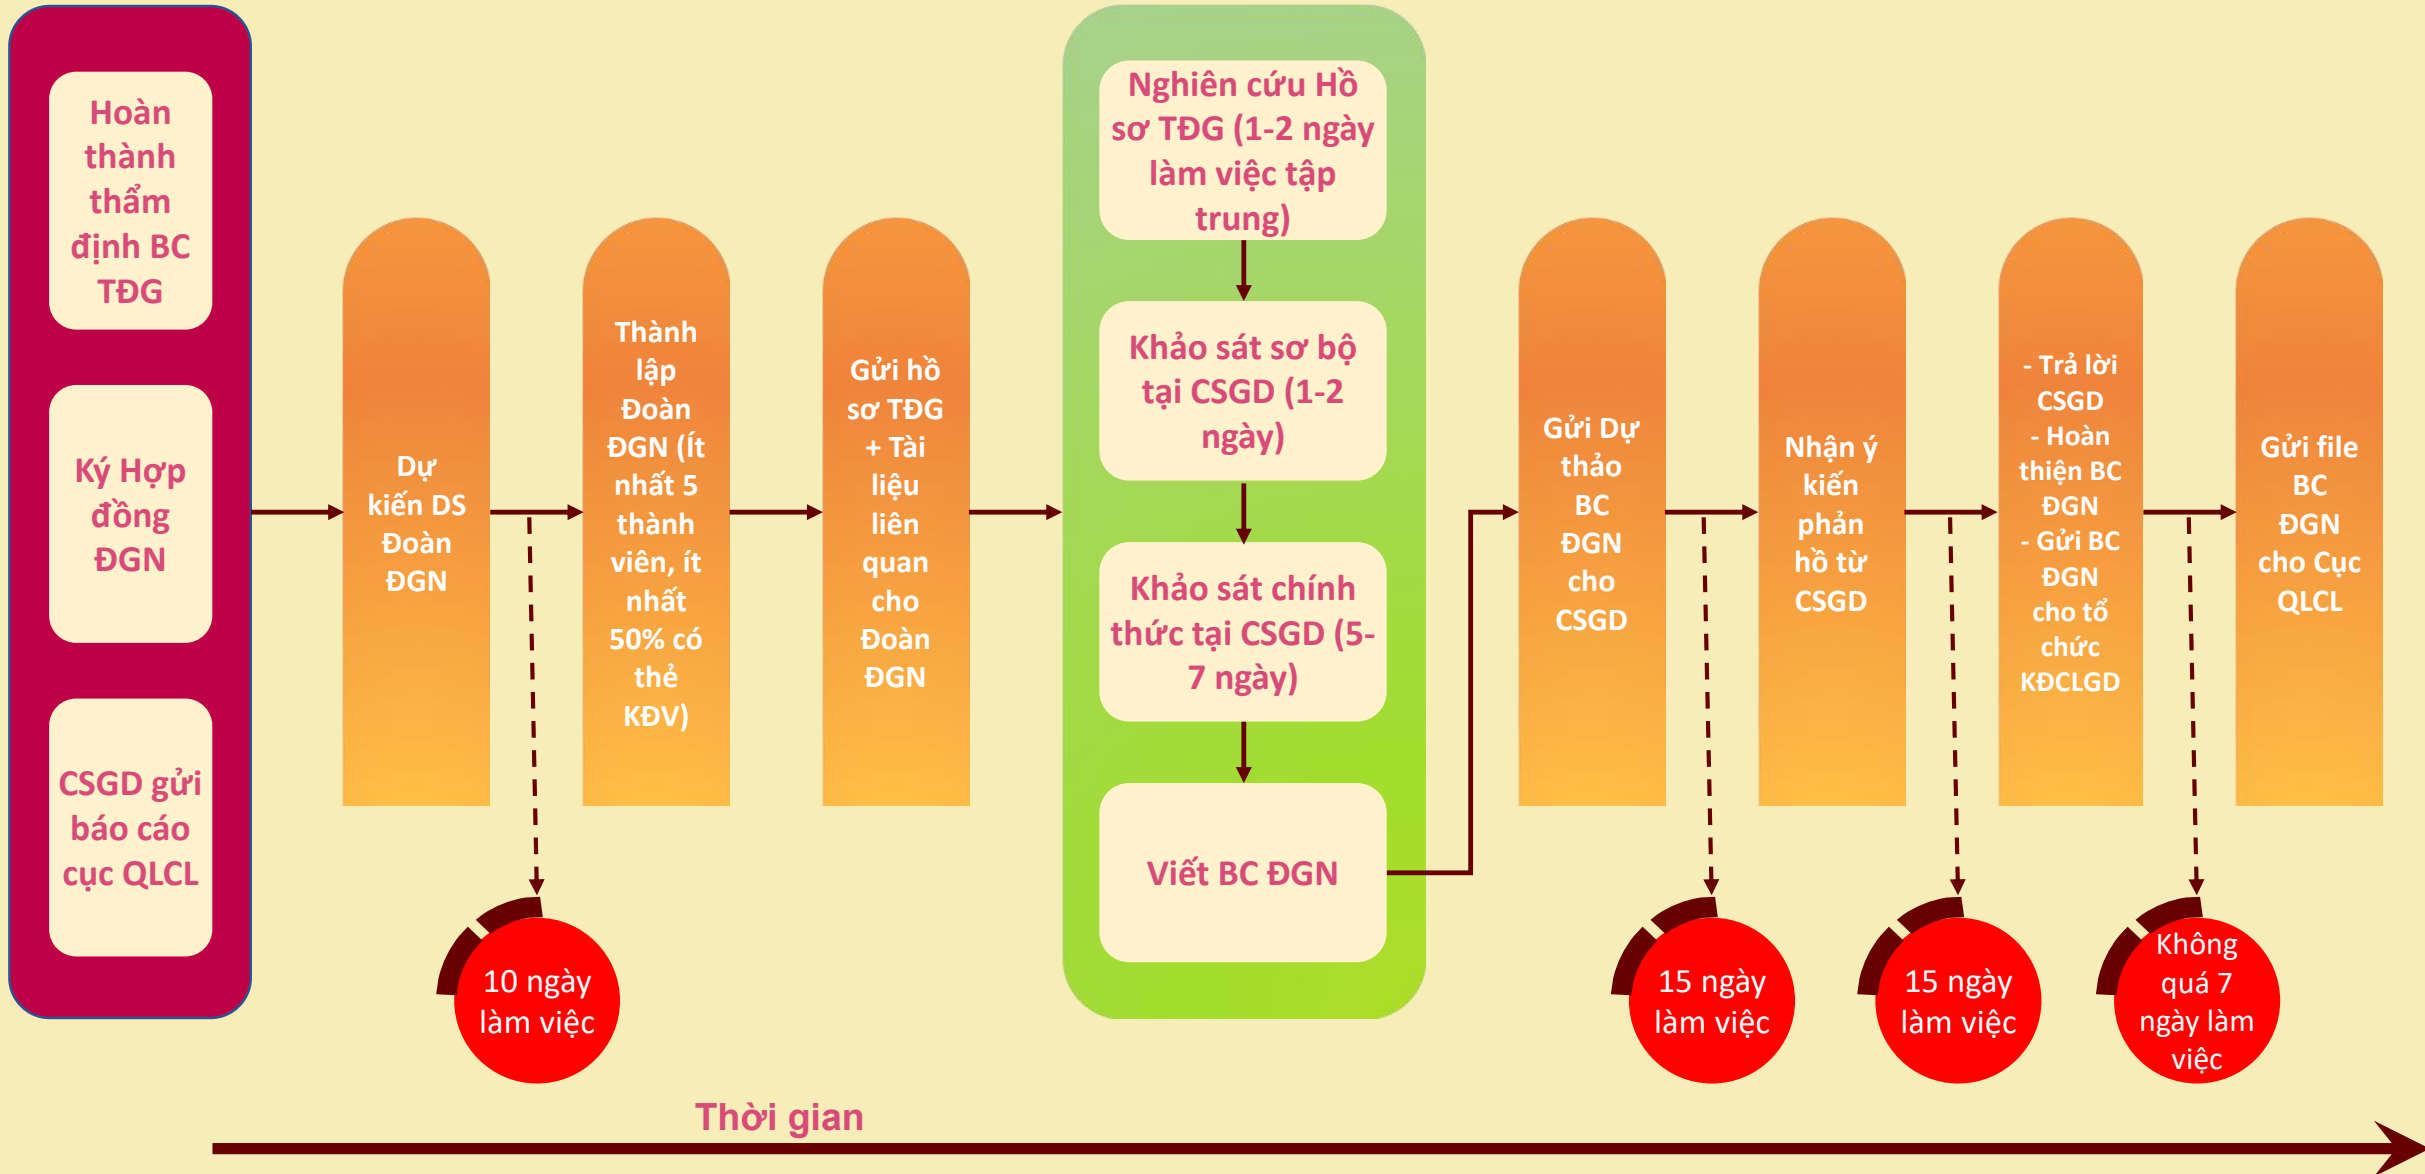 Hoàn
thành
thẩm
định BC
TĐG
Ký Hợp
đồng
ĐGN
CSGD gửi
báo cáo
cục QLCL
Dự
kiến DS
Đoàn
ĐGN
10 ngày
làm việc
Thành
lập
Đoàn
ĐGN (Ít
nhất 5
thành
viên, ít
nhất
50% có
thẻ
KĐV)
Gửi hồ
sơ TĐG
+ Tài
liệu
liên
quan
cho
Đoàn
ĐGN
Nghiên cứu Hồ
sơ TĐG (1-2 ngày
làm việc tập
trung)
Khảo sát sơ bộ
tại CSGD (1-2
ngày)
Khảo sát chính
thức tại CSGD (5-
7 ngày)
Viết BC ĐGN
Gửi Dự
thảo
BC
ĐGN
cho
CSGD
15 ngày
làm việc
Nhận ý
kiến
phản
hồ từ
CSGD
15 ngày
làm việc
- Trả lời
CSGD
- Hoàn
thiện BC
ĐGN
- Gửi BC
ĐGN
cho tổ
chức
KĐCLGD
Không
quá 7
ngày làm
việc
Gửi file
BC
ĐGN
cho Cục
QLCL
Thời gian